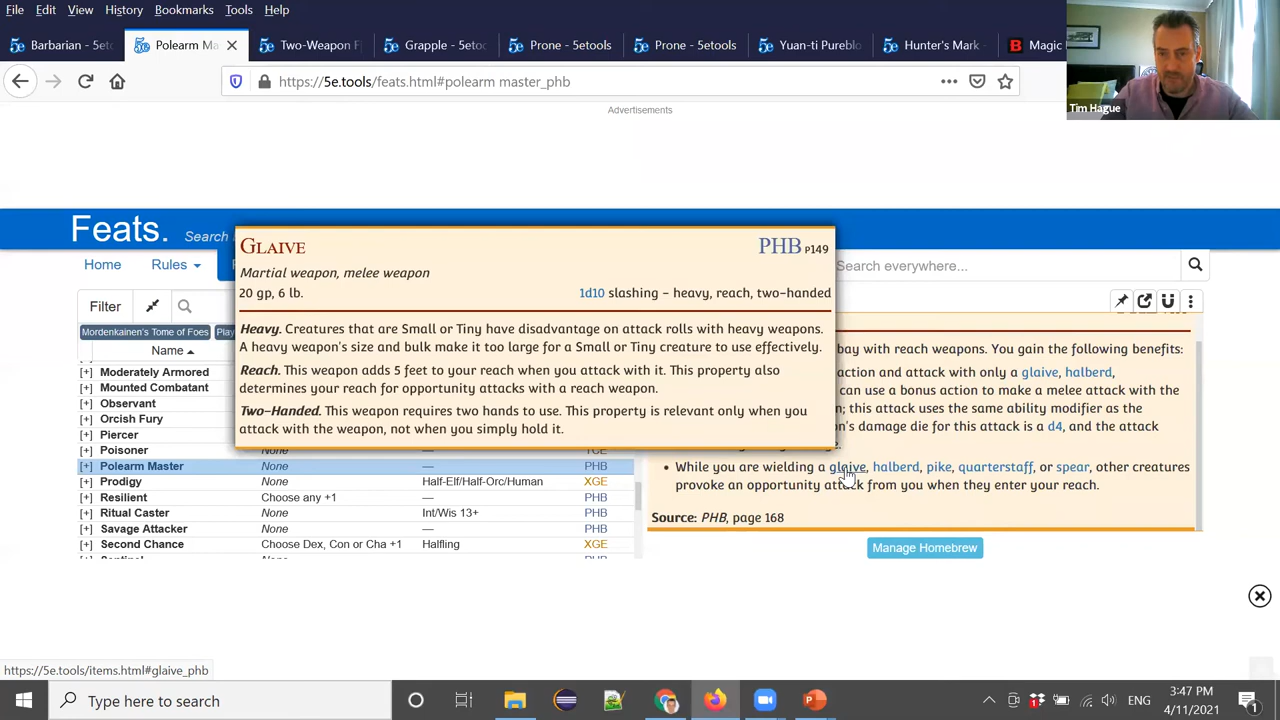 File Edit View History Bookmarks Tools Help
Barbarian - 5et
Polearm Ma
Two-Weapon F
Grapple - 5etc
Prone - 5etools
Prone - 5etools
Yuan-ti Pureblo
Hunter's Mark -
Magic
https://5e.tools/feats.html#polearm master_phb
Tim Hague
Advertisements
Feats. Search
Home Rules
Search everywhere...
GLAIVE PHB P149
Martial weapon, melee weapon
20 gp, 6 lb. 1d10 slashing – heavy, reach, two-handed
Heavy. Creatures that are Small or Tiny have disadvantage on attack rolls with heavy weapons.
A heavy weapon's size and bulk make it too large for a Small or Tiny creature to use effectively.
Reach. This weapon adds 5 feet to your reach when you attack with it. This property also
determines your reach for opportunity attacks with a reach weapon.
Two-Handed. This weapon requires two hands to use. This property is relevant only when you
attack with the weapon, not when you simply hold it.
Filter
Mordenkainen's Tome of Foes Play
Name
[+] Moderately Armored
[+] Mounted Combatant
[+] Observant
[+] Orcish Fury
[+] Piercer
[+] Poisoner None — TCE
[+] Polearm Master None — PHB
[+] Prodigy None Half-Elf/Half-Orc/Human XGE
[+] Resilient Choose any +1 — PHB
[+] Ritual Caster None Int/Wis 13+ PHB
[+] Savage Attacker None — PHB
[+] Second Chance Choose Dex, Con or Cha +1 Halfling XGE
bay with reach weapons. You gain the following benefits:
action and attack with only a glaive, halberd,
can use a bonus action to make a melee attack with the
n; this attack uses the same ability modifier as the
n's damage die for this attack is a d4, and the attack
• While you are wielding a glaive, halberd, pike, quarterstaff, or spear, other creatures
provoke an opportunity attack from you when they enter your reach.
Source: PHB, page 168
Manage Homebrew
https://5e.tools/items.html#glaive_phb
Type here to search
ENG
3:47 PM
4/11/2021
1